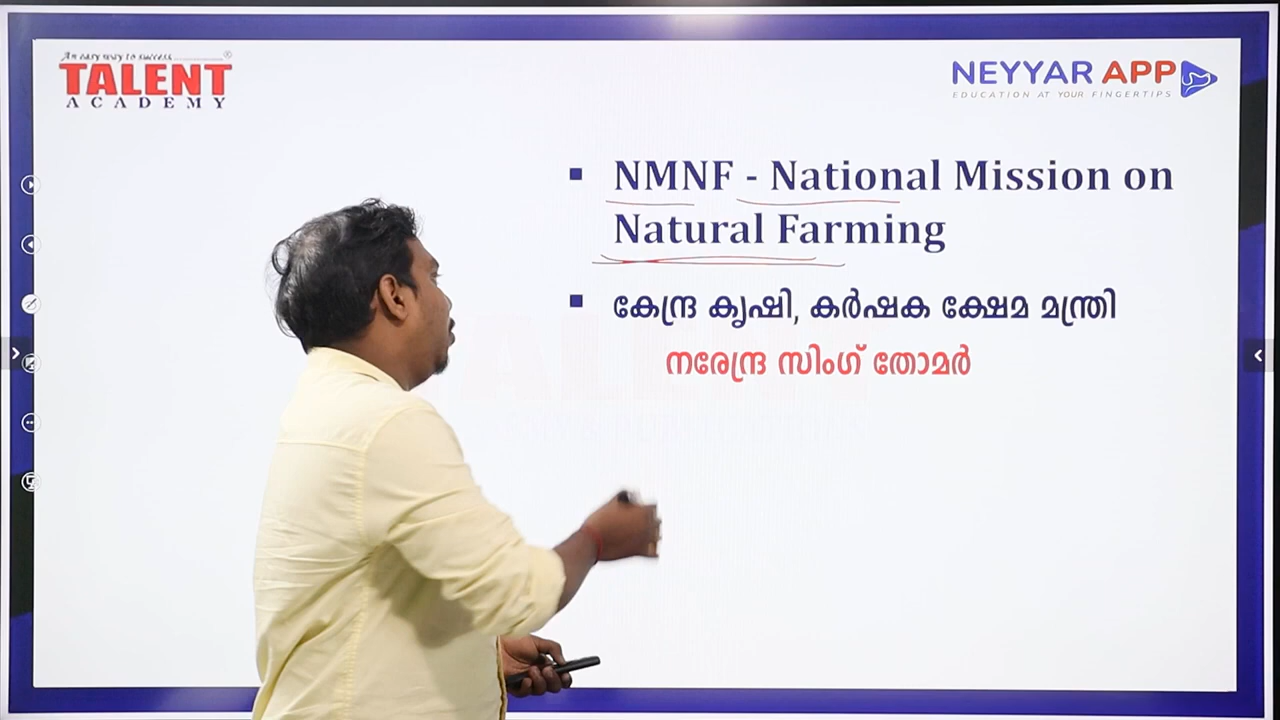 An easy way to success
TALENT
ACADEMY
NEYYAR APP
EDUCATION AT YOUR FINGERTIPS
▪ NMNF - National Mission on
Natural Farming
▪ കേന്ദ്ര കൃഷി, കർഷക ക്ഷേമ മന്ത്രി
നരേന്ദ്ര സിംഗ് തോമർ